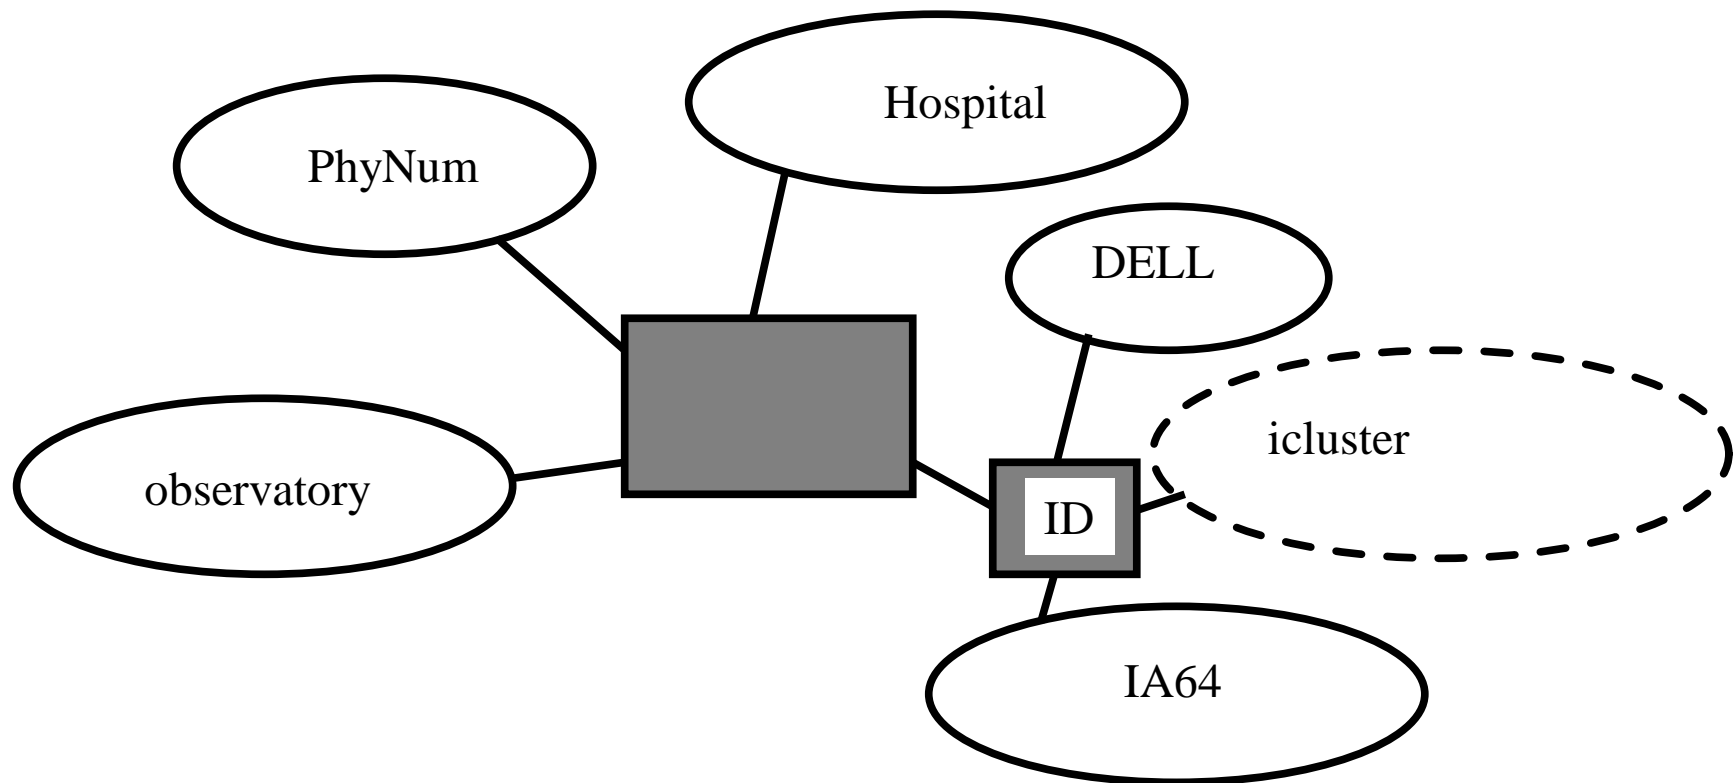 Hospital
PhyNum
DELL
icluster
observatory
ID
IA64